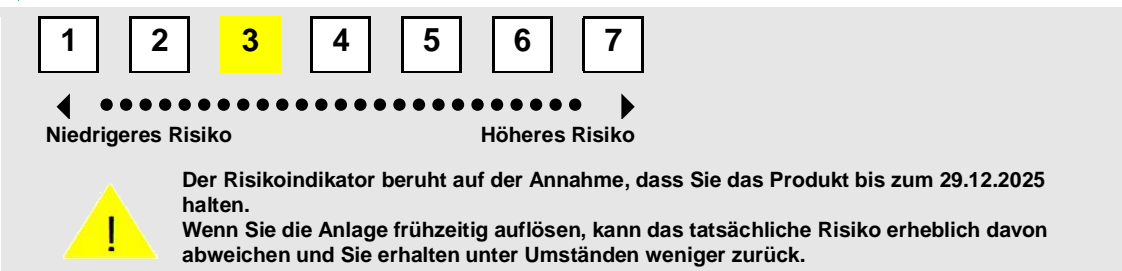 1 2 3 4 5 6 7
Niedrigeres Risiko Höheres Risiko
Der Risikoindikator beruht auf der Annahme, dass Sie das Produkt bis zum 29.12.2025
halten.
Wenn Sie die Anlage frühzeitig auflösen, kann das tatsächliche Risiko erheblich davon
abweichen und Sie erhalten unter Umständen weniger zurück.
!